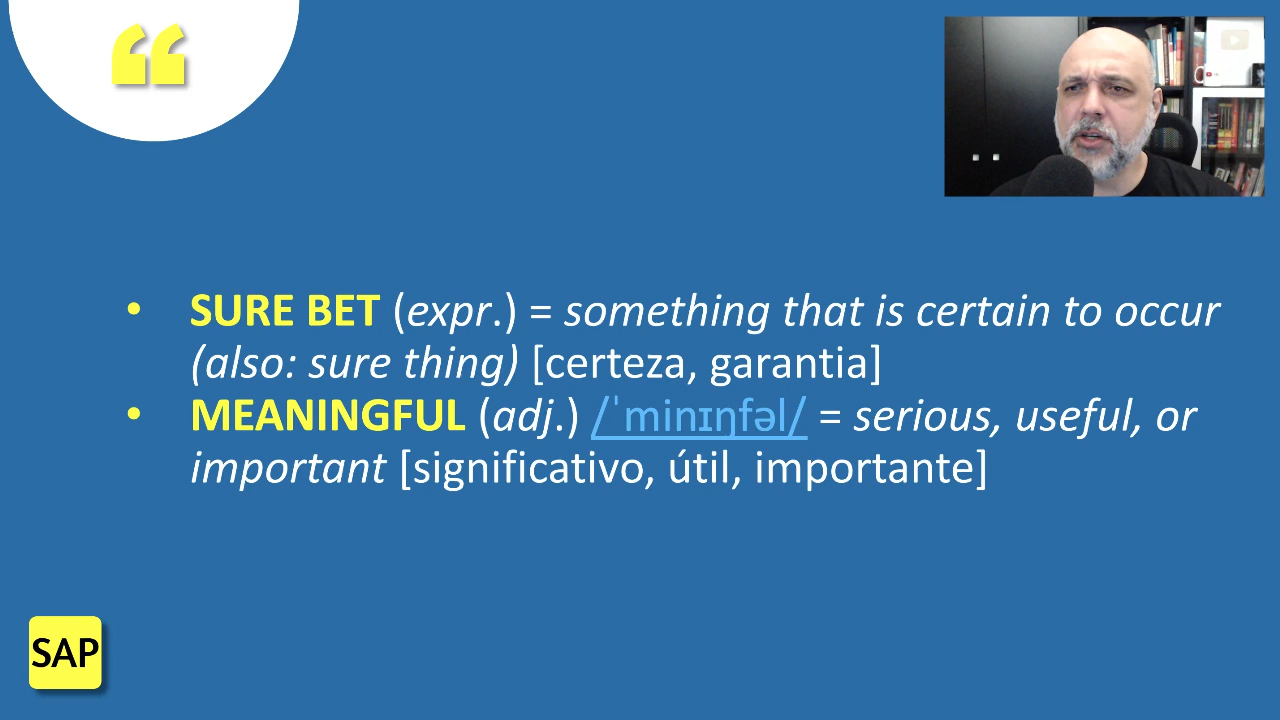 “
• SURE BET (expr.) = something that is certain to occur
(also: sure thing) [certeza, garantia]
• MEANINGFUL (adj.) /ˈminɪŋfəl/ = serious, useful, or
important [significativo, útil, importante]
SAP